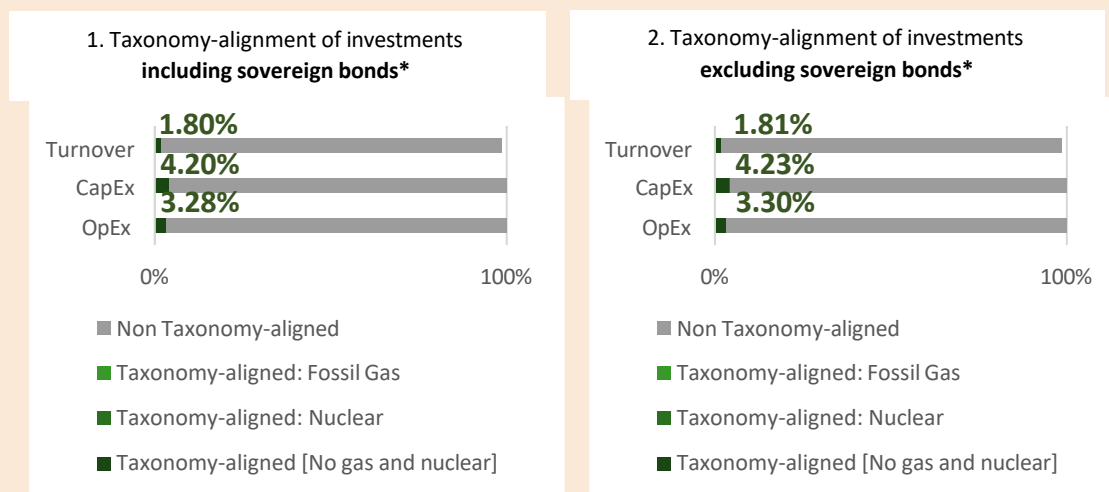 1. Taxonomy-alignment of investments
including sovereign bonds*
1.80%
Turnover
4.20%
CapEx
3.28%
OpEx
0%
100%
Non Taxonomy-aligned
Taxonomy-aligned: Fossil Gas
Taxonomy-aligned: Nuclear
Taxonomy-aligned [No gas and nuclear]
2. Taxonomy-alignment of investments
excluding sovereign bonds*
1.81%
Turnover
4.23%
CapEx
3.30%
OpEx
0%
100%
Non Taxonomy-aligned
Taxonomy-aligned: Fossil Gas
Taxonomy-aligned: Nuclear
Taxonomy-aligned [No gas and nuclear]